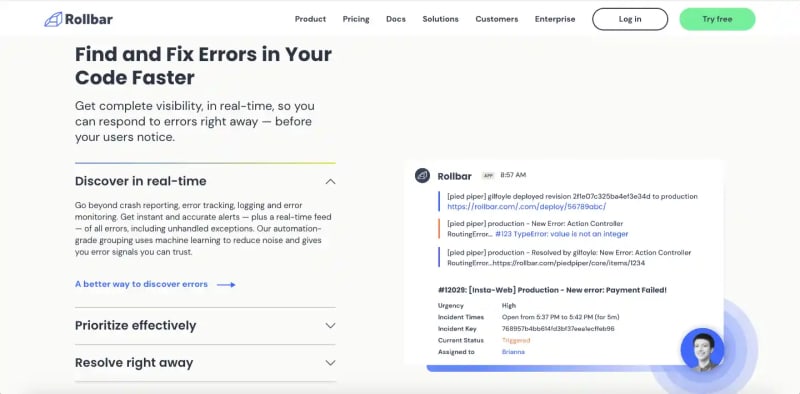 Rollbar
Product Pricing Docs Solutions Customers Enterprise Log in Try free
Find and Fix Errors in Your
Code Faster
Get complete visibility, in real-time, so you
can respond to errors right away — before
your users notice.
Discover in real-time
Go beyond crash reporting, error tracking, logging and error
monitoring. Get instant and accurate alerts — plus a real-time feed
— of all errors, including unhandled exceptions. Our automation-
grade grouping uses machine learning to reduce noise and gives
you error signals you can trust.
A better way to discover errors
Prioritize effectively
Resolve right away
Rollbar APP 8:57 AM
[pied piper] gilfoyle deployed revision 2f1e07c325ba4ef3e34d to production
https://rollbar.com/.com/deploy/56789abc/
[pied piper] production - New Error: Action Controller
RoutingError... #123 TypeError: value is not an integer
[pied piper] production - Resolved by gilfoyle: New Error: Action Controller
RoutingError...https://rollbar.com/piedpiper/core/items/1234
#12029: [Insta-Web] Production - New error: Payment Failed!
Urgency High
Incident Times Open from 5:37 PM to 5:42 PM (for 5m)
Incident Key 768957b4bb614fd3bf37eea1ecffeb96
Current Status Triggered
Assigned to Brianna